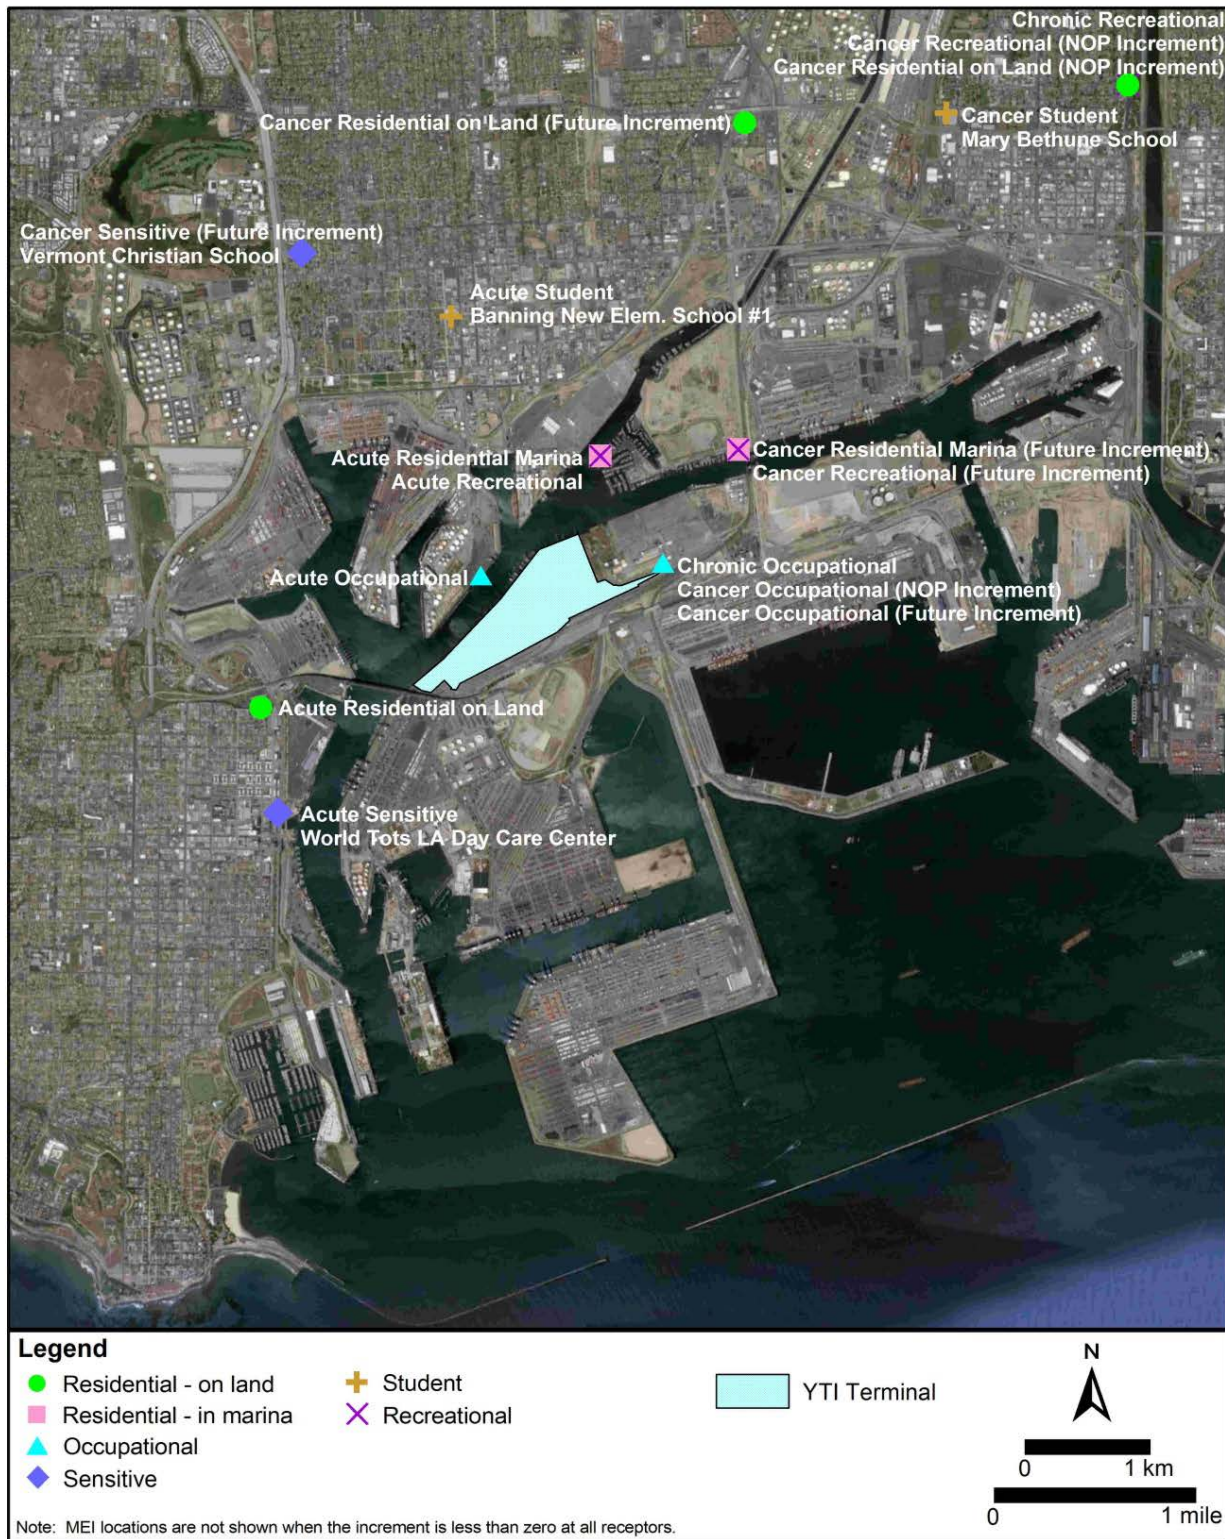 Chronic Recreational
Cancer Recreational (NOP Increment)
Cancer Residential on Land (NOP Increment)
Cancer Residential on Land (Future Increment)
Cancer Student
Mary Bethune School
Cancer Sensitive (Future Increment)
Vermont Christian School
Acute Student
Banning New Elem. School #1
Acute Residential Marina
Acute Recreational
Cancer Residential Marina (Future Increment)
Cancer Recreational (Future Increment)
Acute Occupational
Chronic Occupational
Cancer Occupational (NOP Increment)
Cancer Occupational (Future Increment)
Acute Residential on Land
Acute Sensitive
World Tots LA Day Care Center
Legend
Residential - on land
Residential - in marina
Occupational
Sensitive
Student
Recreational
YTI Terminal
N
0 1 km
0 1 mile
Note: MEI locations are not shown when the increment is less than zero at all receptors.